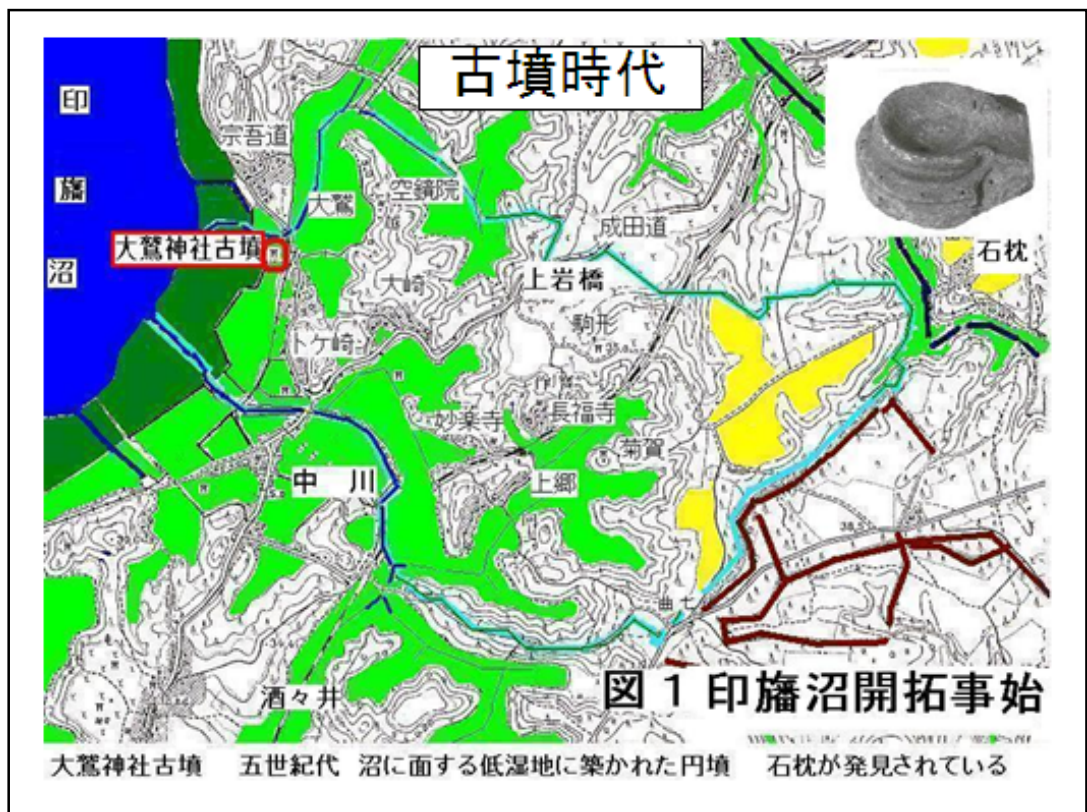 古墳時代
印
旛
沼
宗吾道
大鷲
空鏡院
成田道
石枕
大鷲神社古墳
大崎
上岩橋
駒形
トケ崎
妙楽寺
長福寺
菊賀
中 川
上郷
38.5
曲七
酒々井
図1 印旛沼開拓事始
大鷲神社古墳 五世紀代 沼に面する低湿地に築かれた円墳 石枕が発見されている